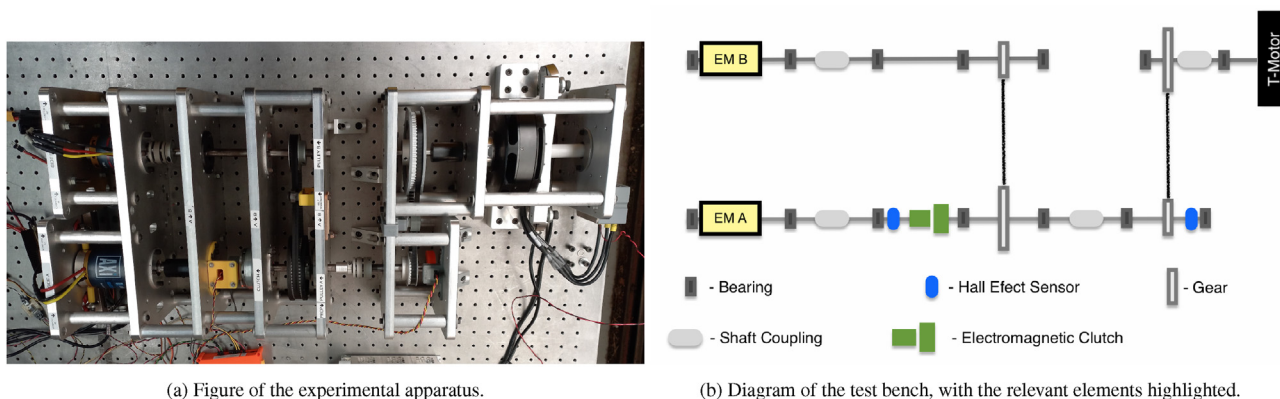 EM B
T-Motor
EM A
AXI
- Bearing
- Hall Efect Sensor
- Gear
- Shaft Coupling
- Electromagnetic Clutch
(a) Figure of the experimental apparatus.
(b) Diagram of the test bench, with the relevant elements highlighted.